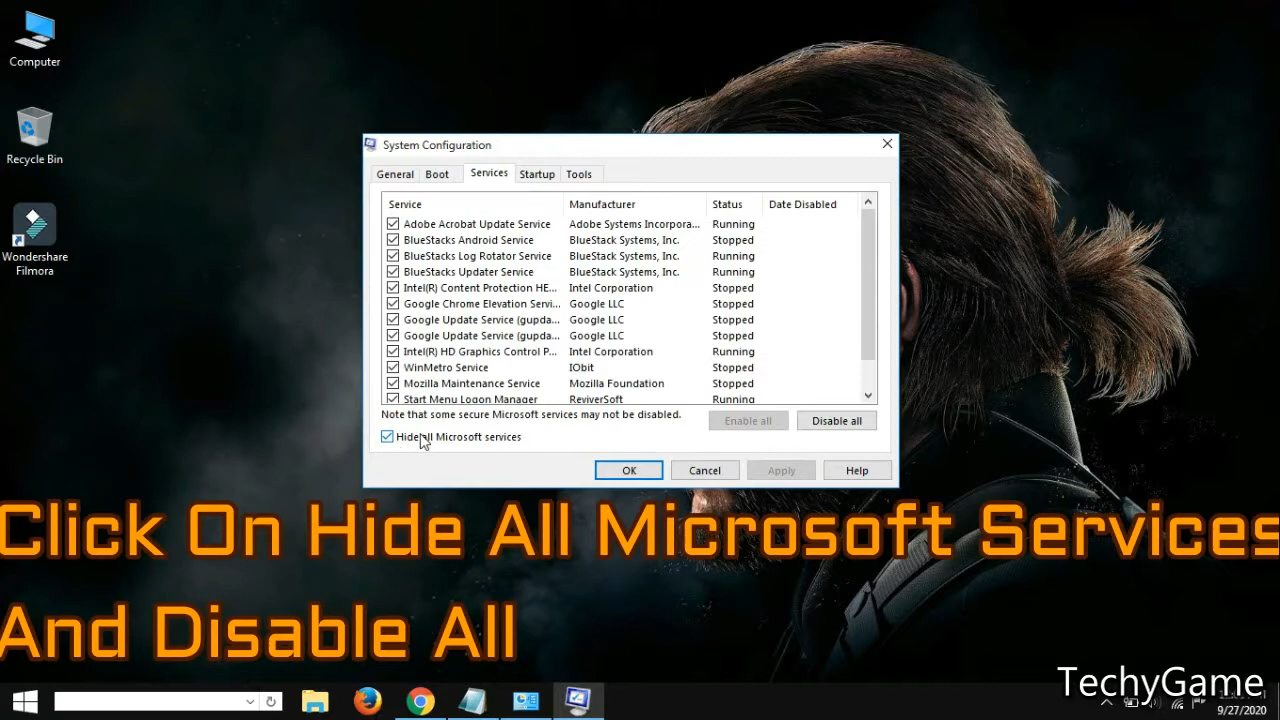 Computer
Recycle Bin
Wondershare
Filmora
System Configuration
General Boot Services Startup Tools
Service Manufacturer Status Date Disabled
Adobe Acrobat Update Service Adobe Systems Incorpora... Running
BlueStacks Android Service BlueStack Systems, Inc. Stopped
BlueStacks Log Rotator Service BlueStack Systems, Inc. Running
BlueStacks Updater Service BlueStack Systems, Inc. Running
Intel(R) Content Protection HE... Intel Corporation Stopped
Google Chrome Elevation Servi... Google LLC Stopped
Google Update Service (gupda... Google LLC Stopped
Google Update Service (gupda... Google LLC Stopped
Intel(R) HD Graphics Control P... Intel Corporation Running
WinMetro Service IObit Stopped
Mozilla Maintenance Service Mozilla Foundation Stopped
Start Menu Logon Manager ReviverSoft Running
Note that some secure Microsoft services may not be disabled.
Enable all Disable all
Hide all Microsoft services
OK Cancel Apply Help
Click On Hide All Microsoft Services
And Disable All
TechyGame
9/27/2020